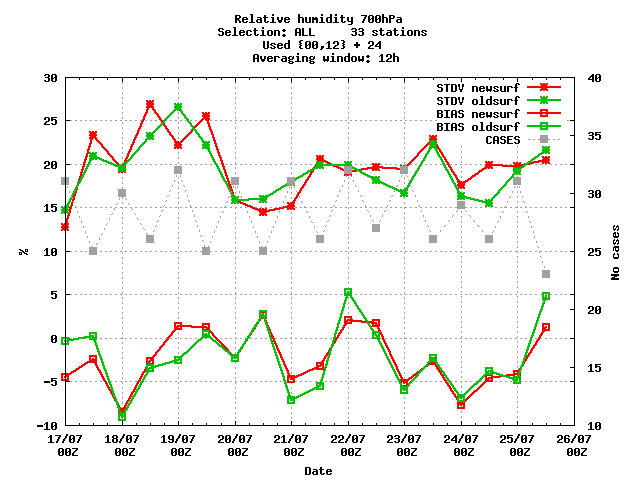 Relative humidity 700hPa
Selection: ALL 33 stations
Used {00,12} + 24
Averaging window: 12h
30 40
STDV newsurf
STDV oldsurf
25 35
BIAS newsurf
BIAS oldsurf
CASES
20
30
15
% 10 25 No cases
5
20
0
15
-5
-10 10
17/07 18/07 19/07 20/07 21/07 22/07 23/07 24/07 25/07 26/07
00Z 00Z 00Z 00Z 00Z 00Z 00Z 00Z 00Z 00Z
Date